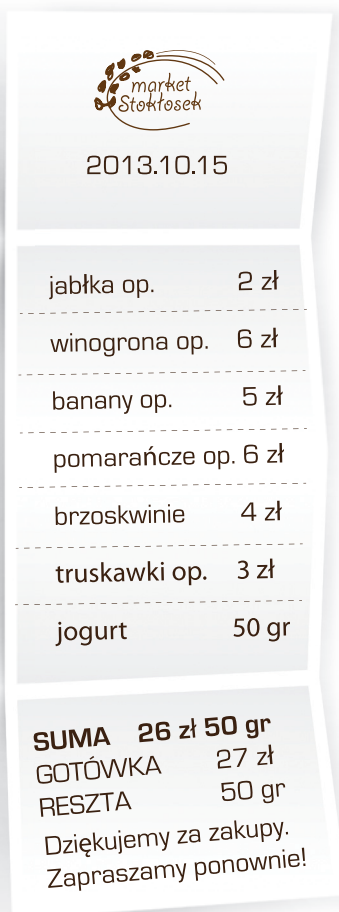 market
Stokłosek
2013.10.15
jabłka op. 2 zł
winogrona op. 6 zł
banany op. 5 zł
pomarańcze op. 6 zł
brzoskwinie 4 zł
truskawki op. 3 zł
jogurt 50 gr
SUMA 26 zł 50 gr
GOTÓWKA 27 zł
RESZTA 50 gr
Dziękujemy za zakupy.
Zapraszamy ponownie!